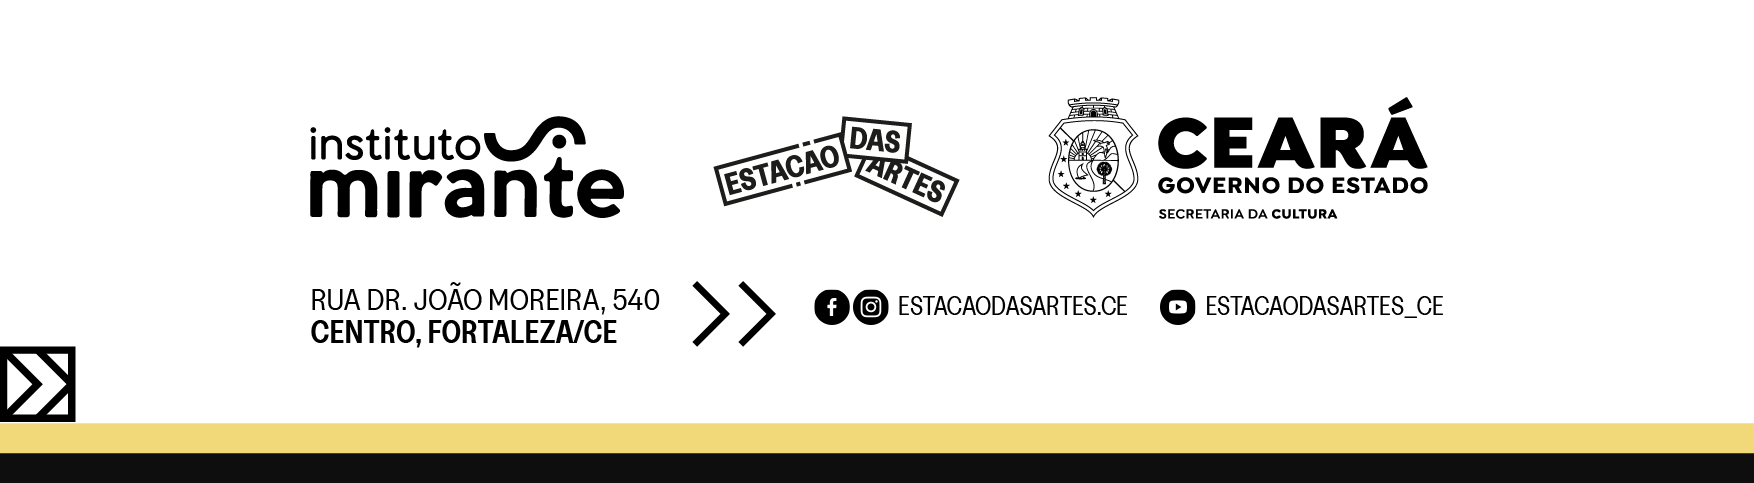 instituto
mirante
ESTACAO
DAS
ARTES
CEARÁ
GOVERNO DO ESTADO
SECRETARIA DA CULTURA
RUA DR. JOÃO MOREIRA, 540
CENTRO, FORTALEZA/CE
ESTACAODASARTES.CE
ESTACAODASARTES_CE